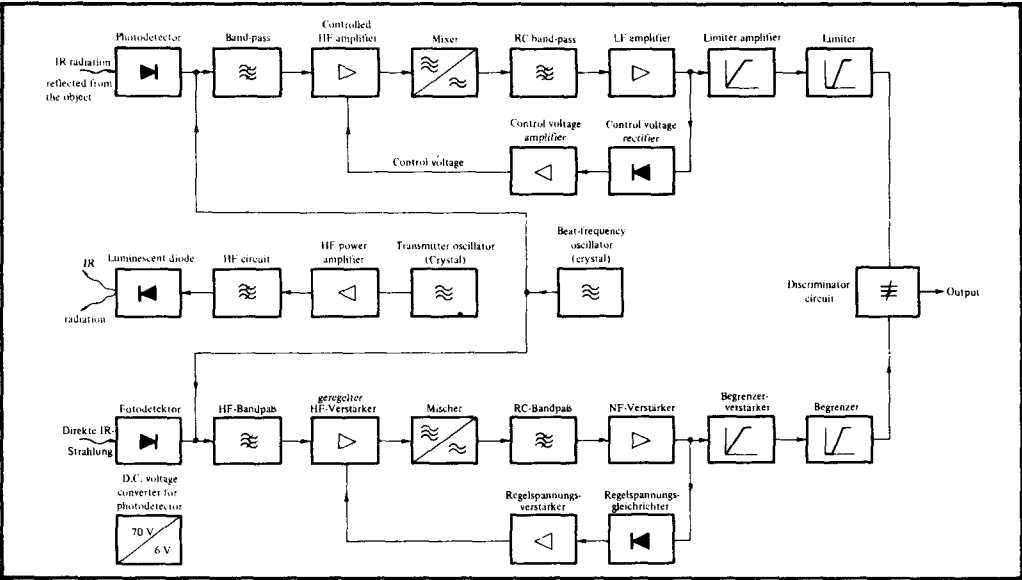 Photodetector
Band-pass
Controlled
HF amplifier
Mixer
RC band-pass
LF amplifier
Limiter amplifier
Limiter
IR radiation
reflected from
the object
Control voltage
amplifier
Control voltage
rectifier
Control voltage
IR
radiation
Luminescent diode
HF circuit
HF power
amplifier
Transmitter oscillator
(Crystal)
Beat-frequency
oscillator
(crystal)
Discriminator
circuit
Output
Fotodetektor
HF-Bandpaß
geregelter
HF-Verstärker
Mischer
RC-Bandpaß
NF-Verstärker
Begrenzer-
verstärker
Begrenzer
Direkte IR-
Strahlung
D.C. voltage
converter for
photodetector
70 V
6 V
Regelspannungs-
verstärker
Regelspannungs-
gleichrichter